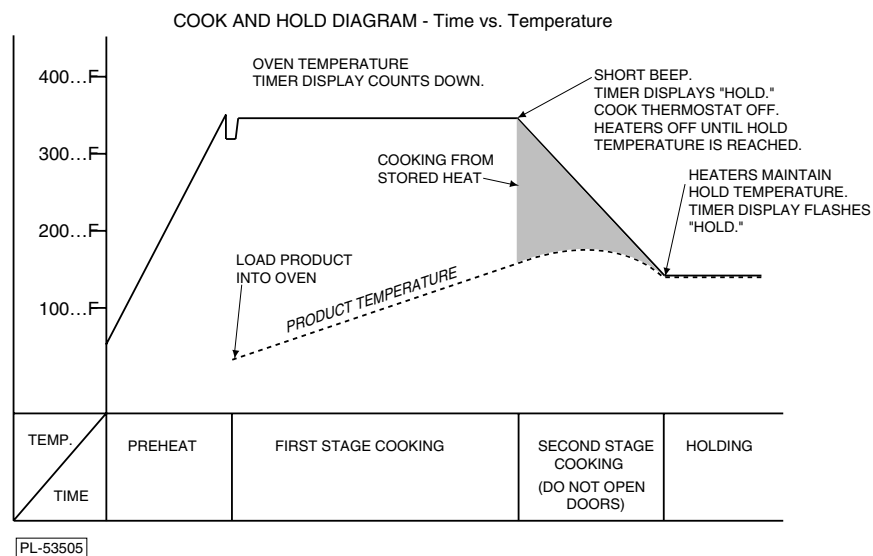 COOK AND HOLD DIAGRAM - Time vs. Temperature
400...F
300...F
200...F
100...F
OVEN TEMPERATURE
TIMER DISPLAY COUNTS DOWN.
SHORT BEEP.
TIMER DISPLAYS "HOLD."
COOK THERMOSTAT OFF.
HEATERS OFF UNTIL HOLD
TEMPERATURE IS REACHED.
COOKING FROM
STORED HEAT
HEATERS MAINTAIN
HOLD TEMPERATURE.
TIMER DISPLAY FLASHES
"HOLD."
LOAD PRODUCT
INTO OVEN
PRODUCT TEMPERATURE
TEMP.
TIME
PREHEAT
FIRST STAGE COOKING
SECOND STAGE
COOKING
(DO NOT OPEN
DOORS)
HOLDING
PL-53505